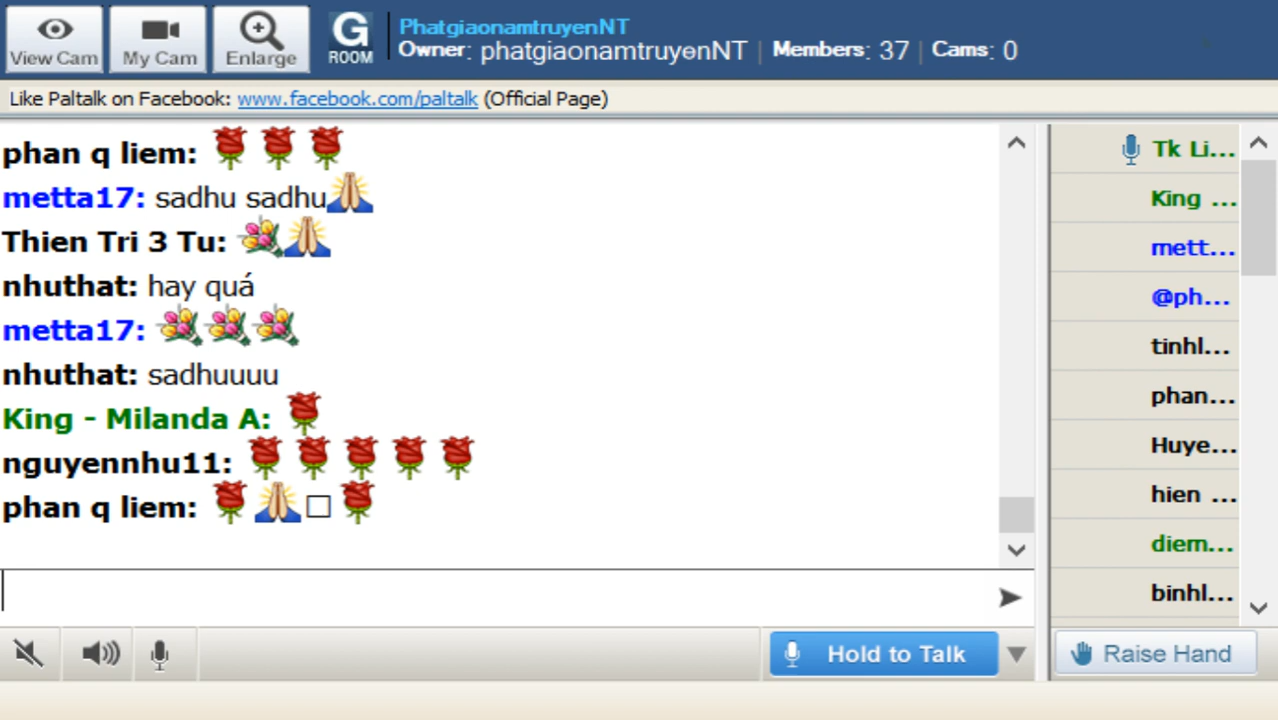 View Cam
My Cam
Enlarge
G
ROOM
PhatgiaonamtruyenNT
Owner: phatgiaonamtruyenNT | Members: 37 | Cams: 0
Like Paltalk on Facebook: www.facebook.com/paltalk (Official Page)
phan q liem:
metta17: sadhu sadhu
Thien Tri 3 Tu:
nhuthat: hay quá
metta17:
nhuthat: sadhuuuu
King - Milanda A:
nguyennhu11:
phan q liem:
Tk Li...
King ...
mett...
@ph...
tinhl...
phan...
Huye...
hien ...
diem...
binhl...
Hold to Talk
Raise Hand